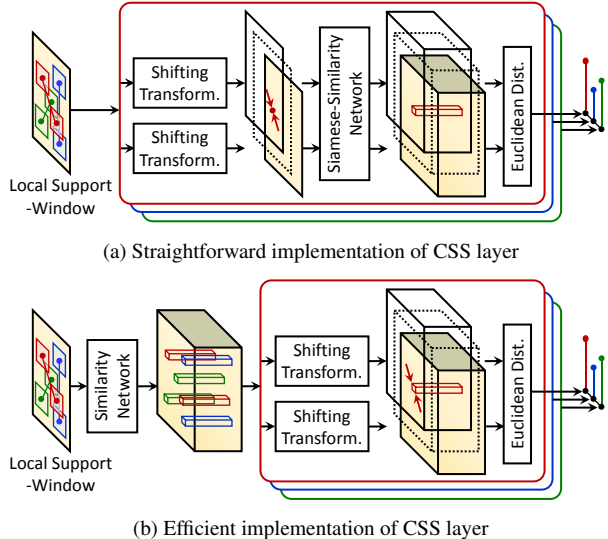 Shifting
Transform.
Shifting
Transform.
Siamese-Similarity
Network
Euclidean Dist.
Local Support
-Window
(a) Straightforward implementation of CSS layer
Similarity
Network
Shifting
Transform.
Shifting
Transform.
Euclidean Dist.
Local Support
-Window
(b) Efficient implementation of CSS layer